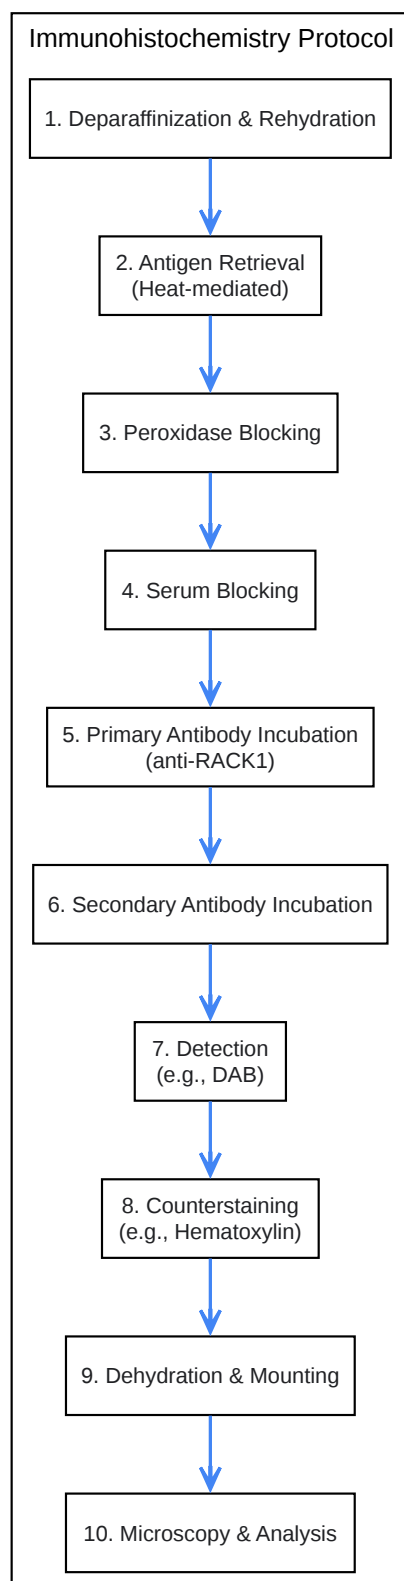 Immunohistochemistry Protocol
1. Deparaffinization & Rehydration
2. Antigen Retrieval
(Heat-mediated)
3. Peroxidase Blocking
4. Serum Blocking
5. Primary Antibody Incubation
(anti-RACK1)
6. Secondary Antibody Incubation
7. Detection
(e.g., DAB)
8. Counterstaining
(e.g., Hematoxylin)
9. Dehydration & Mounting
10. Microscopy & Analysis